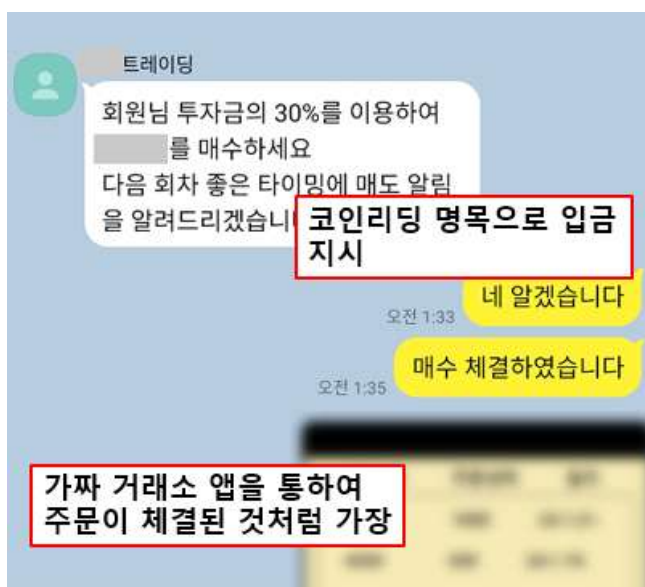 트레이딩
회원님 투자금의 30%를 이용하여
를 매수하세요
다음 회차 좋은 타이밍에 매도 알림
을 알려드리겠습니
코인리딩 명목으로 입금
지시
네 알겠습니다
오전 1:33
매수 체결하였습니다
오전 1:35
가짜 거래소 앱을 통하여
주문이 체결된 것처럼 가장